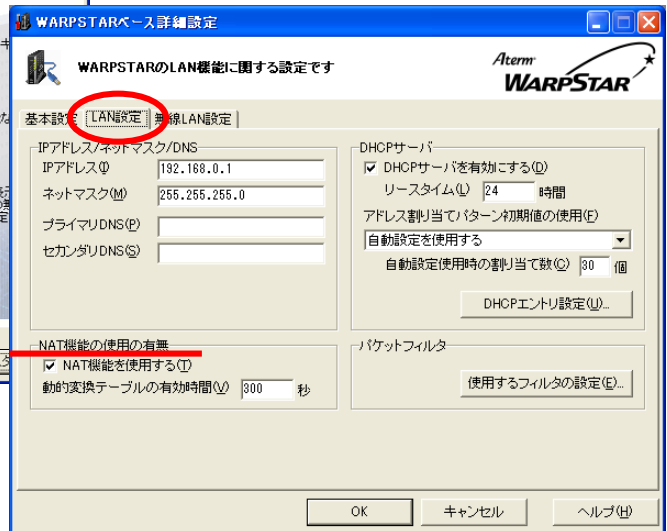 WARPSTARベース詳細設定
WARPSTARのLAN機能に関する設定です
Aterm
WARPSTAR
基本設定 LAN設定 無線LAN設定
IPアドレス/ネットマスク/DNS
IPアドレス(I) 192.168.0.1
ネットマスク(M) 255.255.255.0
プライマリDNS(P)
セカンダリDNS(S)
DHCPサーバ
DHCPサーバを有効にする(D)
リースタイム(L) 24 時間
アドレス割り当てパターン初期値の使用(F)
自動設定を使用する
自動設定使用時の割り当て数(C) 30 個
DHCPエントリ設定(U)...
NAT機能の使用の有無
NAT機能を使用する(T)
動的変換テーブルの有効時間(V) 300 秒
パケットフィルタ
使用するフィルタの設定(E)...
OK キャンセル ヘルプ(H)